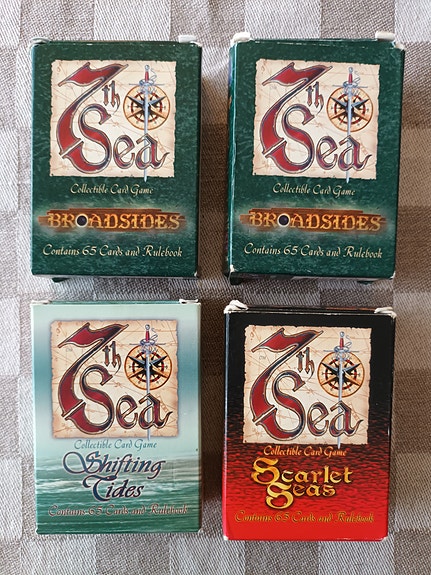 7th
Sea
Collectible Card Game
BROADSIDES
Contains 65 Cards and Rulebook
7th
Sea
Collectible Card Game
BROADSIDES
Contains 65 Cards and Rulebook
7th
Sea
Collectible Card Game
Shifting
Tides
Contains 65 Cards and Rulebook
7th
Sea
Collectible Card Game
Scarlet
Seas
Contains 65 Cards and Rulebook